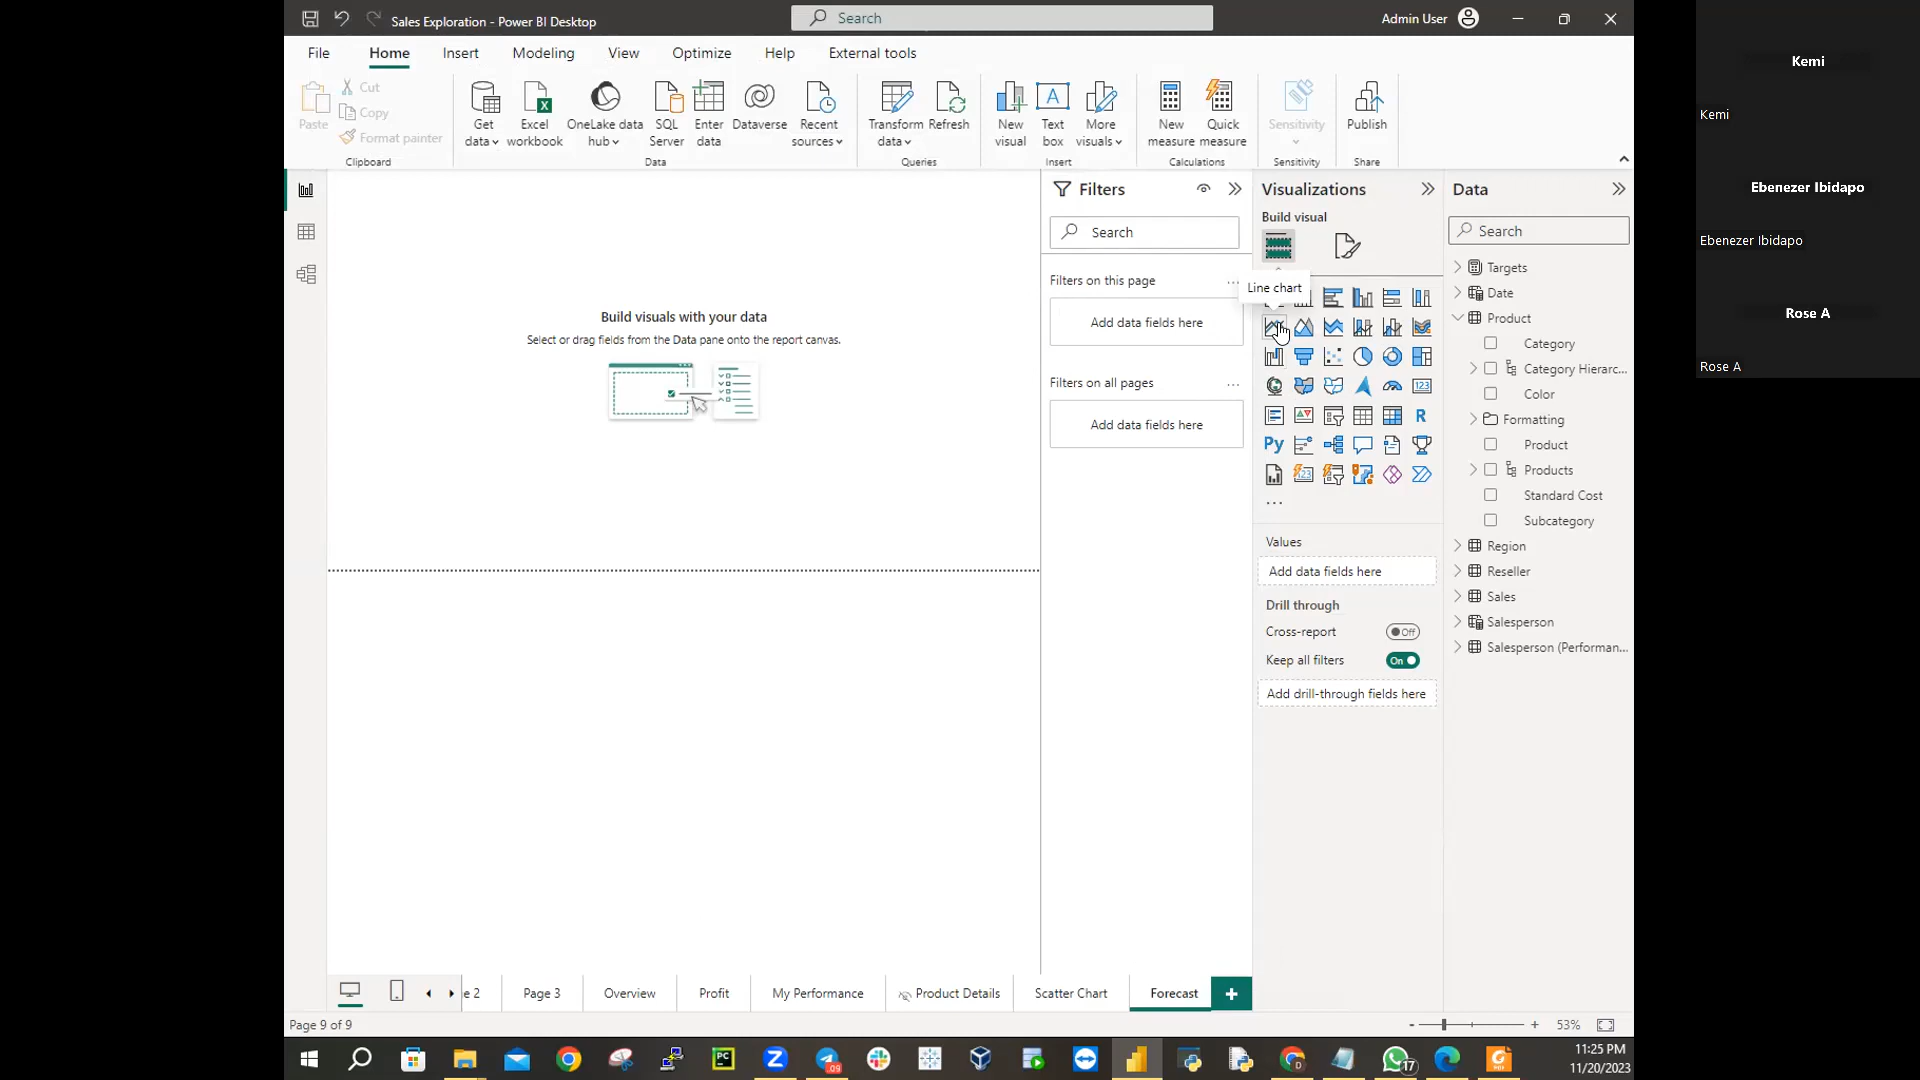 Sales Exploration - Power BI Desktop
Search
Admin User
File
Home
Insert
Modeling
View
Optimize
Help
External tools
Paste
Cut
Copy
Format painter
Clipboard
Get data
Excel workbook
OneLake data hub
SQL Server
Enter data
Dataverse
Recent sources
Data
Transform data
Refresh
Queries
New visual
Text box
More visuals
Insert
New measure
Quick measure
Calculations
Sensitivity
Sensitivity
Publish
Share
Build visuals with your data
Select or drag fields from the Data pane onto the report canvas.
Filters
Search
Filters on this page
...
Add data fields here
Filters on all pages
...
Add data fields here
Visualizations
Build visual
Line chart
123
R
Py
123
...
Values
Add data fields here
Drill through
Cross-report
Off
Keep all filters
On
Add drill-through fields here
Data
Search
Targets
Date
Product
Category
Category Hierarc...
Color
Formatting
Product
Products
Standard Cost
Subcategory
Region
Reseller
Sales
Salesperson
Salesperson (Performan...
e 2
Page 3
Overview
Profit
My Performance
Product Details
Scatter Chart
Forecast
+
Page 9 of 9
- + 53%
PC
.09
17
11:25 PM
11/20/2023
Kemi
Kemi
Ebenezer Ibidapo
Ebenezer Ibidapo
Rose A
Rose A